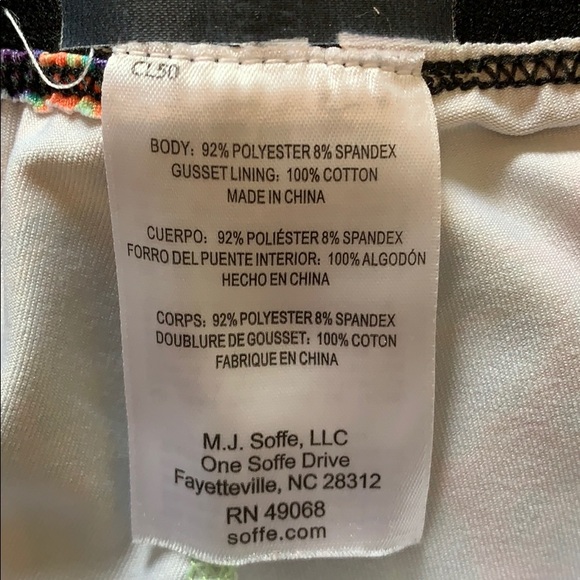 CL50
BODY: 92% POLYESTER 8% SPANDEX
GUSSET LINING: 100% COTTON
MADE IN CHINA
CUERPO: 92% POLIÉSTER 8% SPANDEX
FORRO DEL PUENTE INTERIOR: 100% ALGODÓN
HECHO EN CHINA
CORPS: 92% POLYESTER 8% SPANDEX
DOUBLURE DE GOUSSET: 100% COTON
FABRIQUE EN CHINA
M.J. Soffe, LLC
One Soffe Drive
Fayetteville, NC 28312
RN 49068
soffe.com